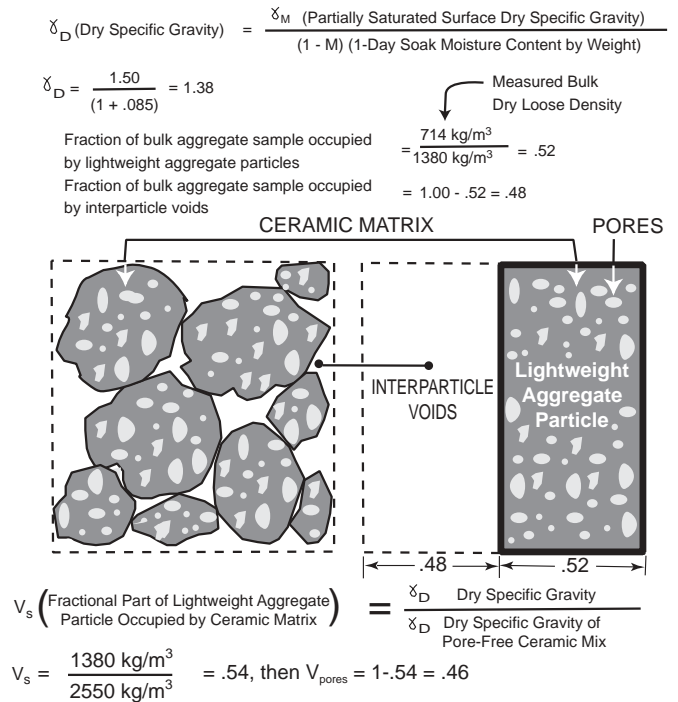 ɣD (Dry Specific Gravity) = ɣM (Partially Saturated Surface Dry Specific Gravity)
(1 - M) (1-Day Soak Moisture Content by Weight)
ɣD = 1.50 = 1.38
(1 + .085)
Measured Bulk
Dry Loose Density
Fraction of bulk aggregate sample occupied
by lightweight aggregate particles
= 714 kg/m³ = .52
1380 kg/m³
Fraction of bulk aggregate sample occupied
by interparticle voids
= 1.00 - .52 = .48
CERAMIC MATRIX
PORES
INTERPARTICLE
VOIDS
Lightweight
Aggregate
Particle
.48
.52
Vs (Fractional Part of Lightweight Aggregate
Particle Occupied by Ceramic Matrix)
= ɣD Dry Specific Gravity
ɣD Dry Specific Gravity of
Pore-Free Ceramic Mix
Vs = 1380 kg/m³ = .54, then Vpores = 1-.54 = .46
2550 kg/m³